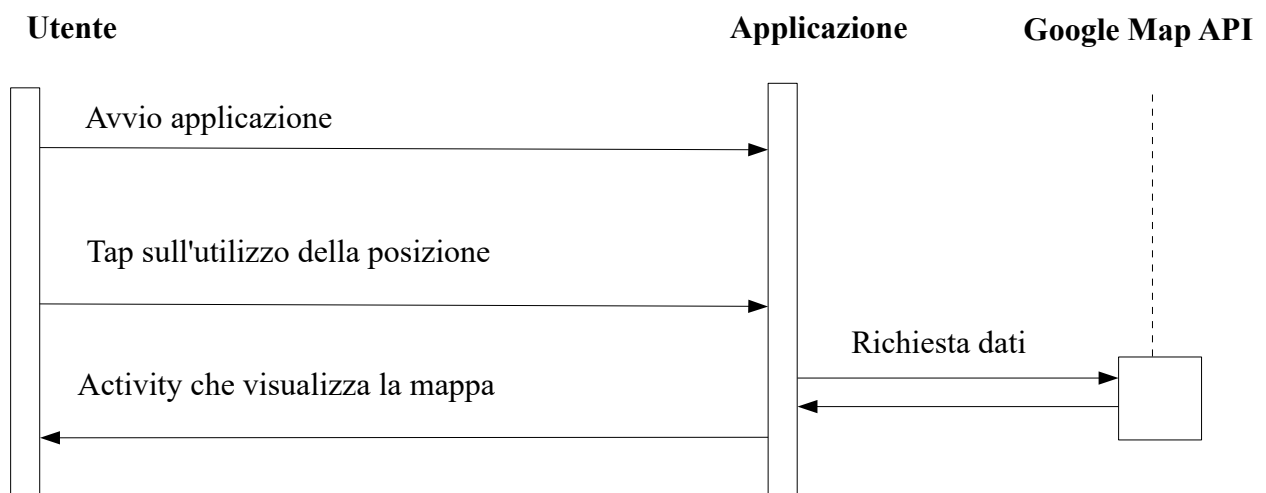 Utente
Applicazione
Google Map API
Avvio applicazione
Tap sull'utilizzo della posizione
Richiesta dati
Activity che visualizza la mappa